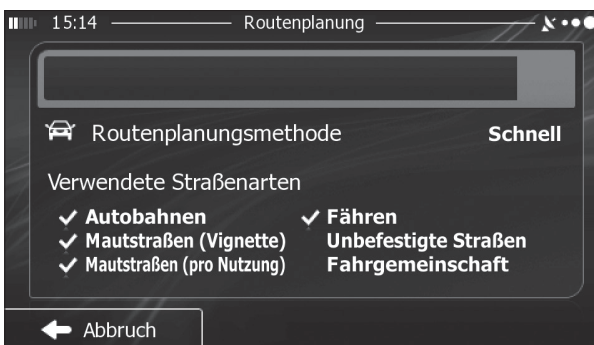 15:14 Routenplanung
Routenplanungsmethode Schnell
Verwendete Straßenarten
Autobahnen Fähren
Mautstraßen (Vignette) Unbefestigte Straßen
Mautstraßen (pro Nutzung) Fahrgemeinschaft
Abbruch